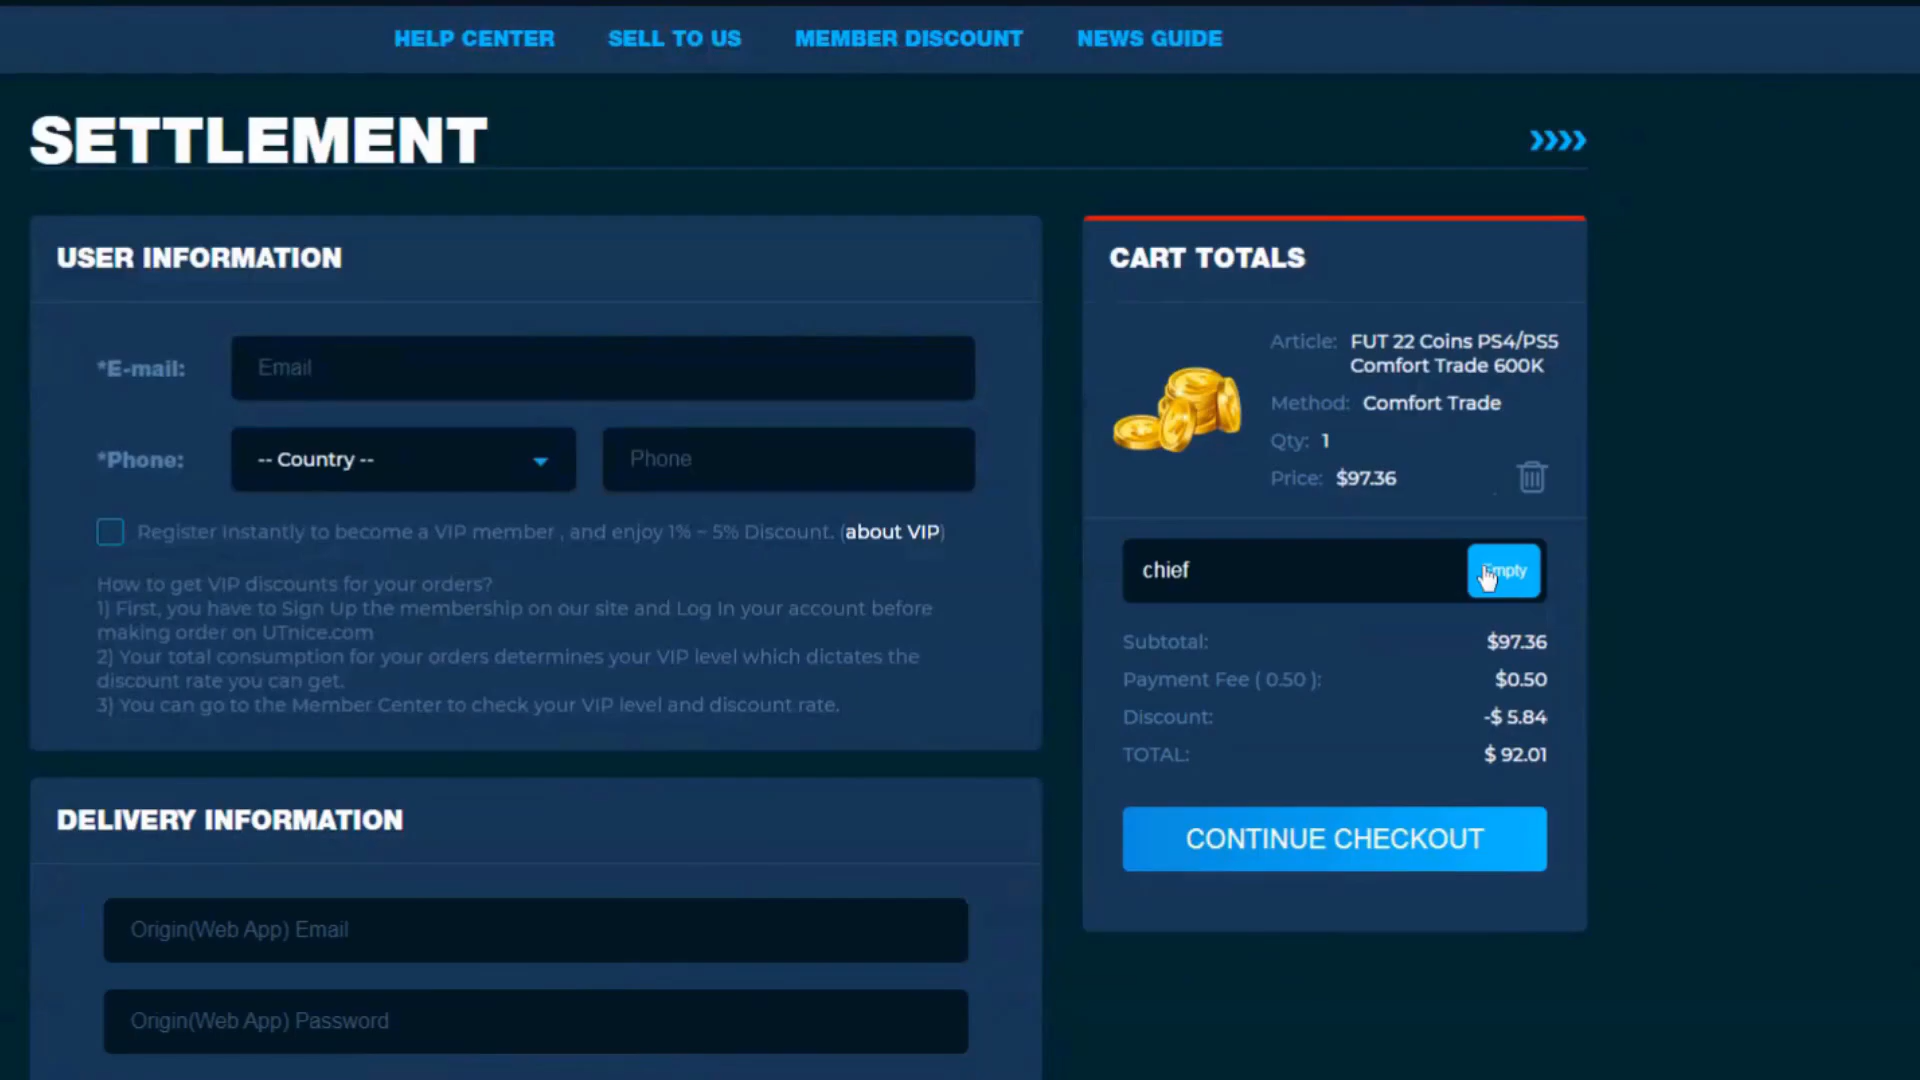 HELP CENTER
SELL TO US
MEMBER DISCOUNT
NEWS GUIDE
SETTLEMENT
USER INFORMATION
*E-mail:
Email
*Phone:
-- Country --
Phone
Register Instantly to become a VIP member , and enjoy 1% ~ 5% Discount. (about VIP)
How to get VIP discounts for your orders?
1) First, you have to Sign Up the membership on our site and Log In your account before
making order on UTnice.com
2) Your total consumption for your orders determines your VIP level which dictates the
discount rate you can get.
3) You can go to the Member Center to check your VIP level and discount rate.
DELIVERY INFORMATION
Origin(Web App) Email
Origin(Web App) Password
CART TOTALS
Article: FUT 22 Coins PS4/PS5
Comfort Trade 600K
Method: Comfort Trade
Qty: 1
Price: $97.36
chief
Empty
Subtotal: $97.36
Payment Fee ( 0.50 ): $0.50
Discount: -$ 5.84
TOTAL: $ 92.01
CONTINUE CHECKOUT